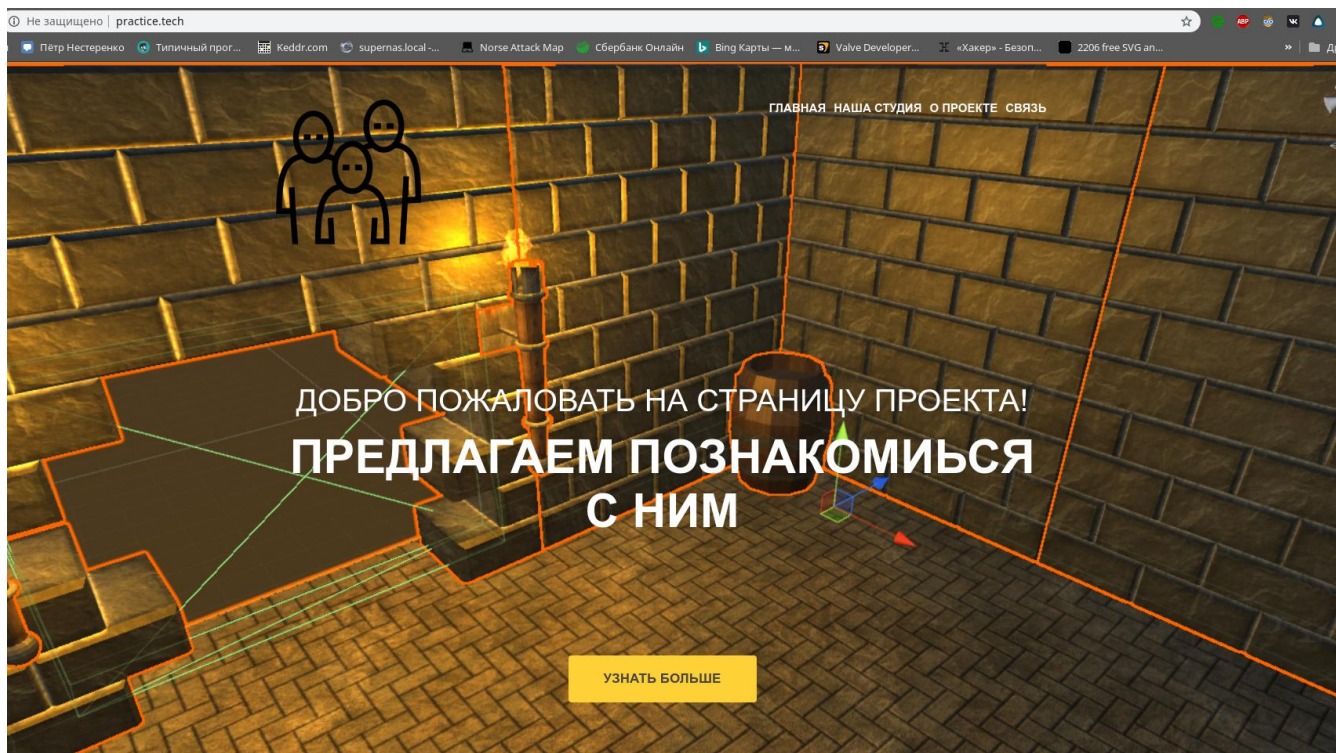 Не защищено | practice.tech
Пётр Нестеренко Типичный прог... Keddr.com supernas.local -... Norse Attack Map Сбербанк Онлайн Bing Карты — м... Valve Developer... «Хакер» - Безоп... 2206 free SVG an... »
ГЛАВНАЯ НАША СТУДИЯ О ПРОЕКТЕ СВЯЗЬ
ДОБРО ПОЖАЛОВАТЬ НА СТРАНИЦУ ПРОЕКТА!
ПРЕДЛАГАЕМ ПОЗНАКОМИЬСЯ
С НИМ
УЗНАТЬ БОЛЬШЕ